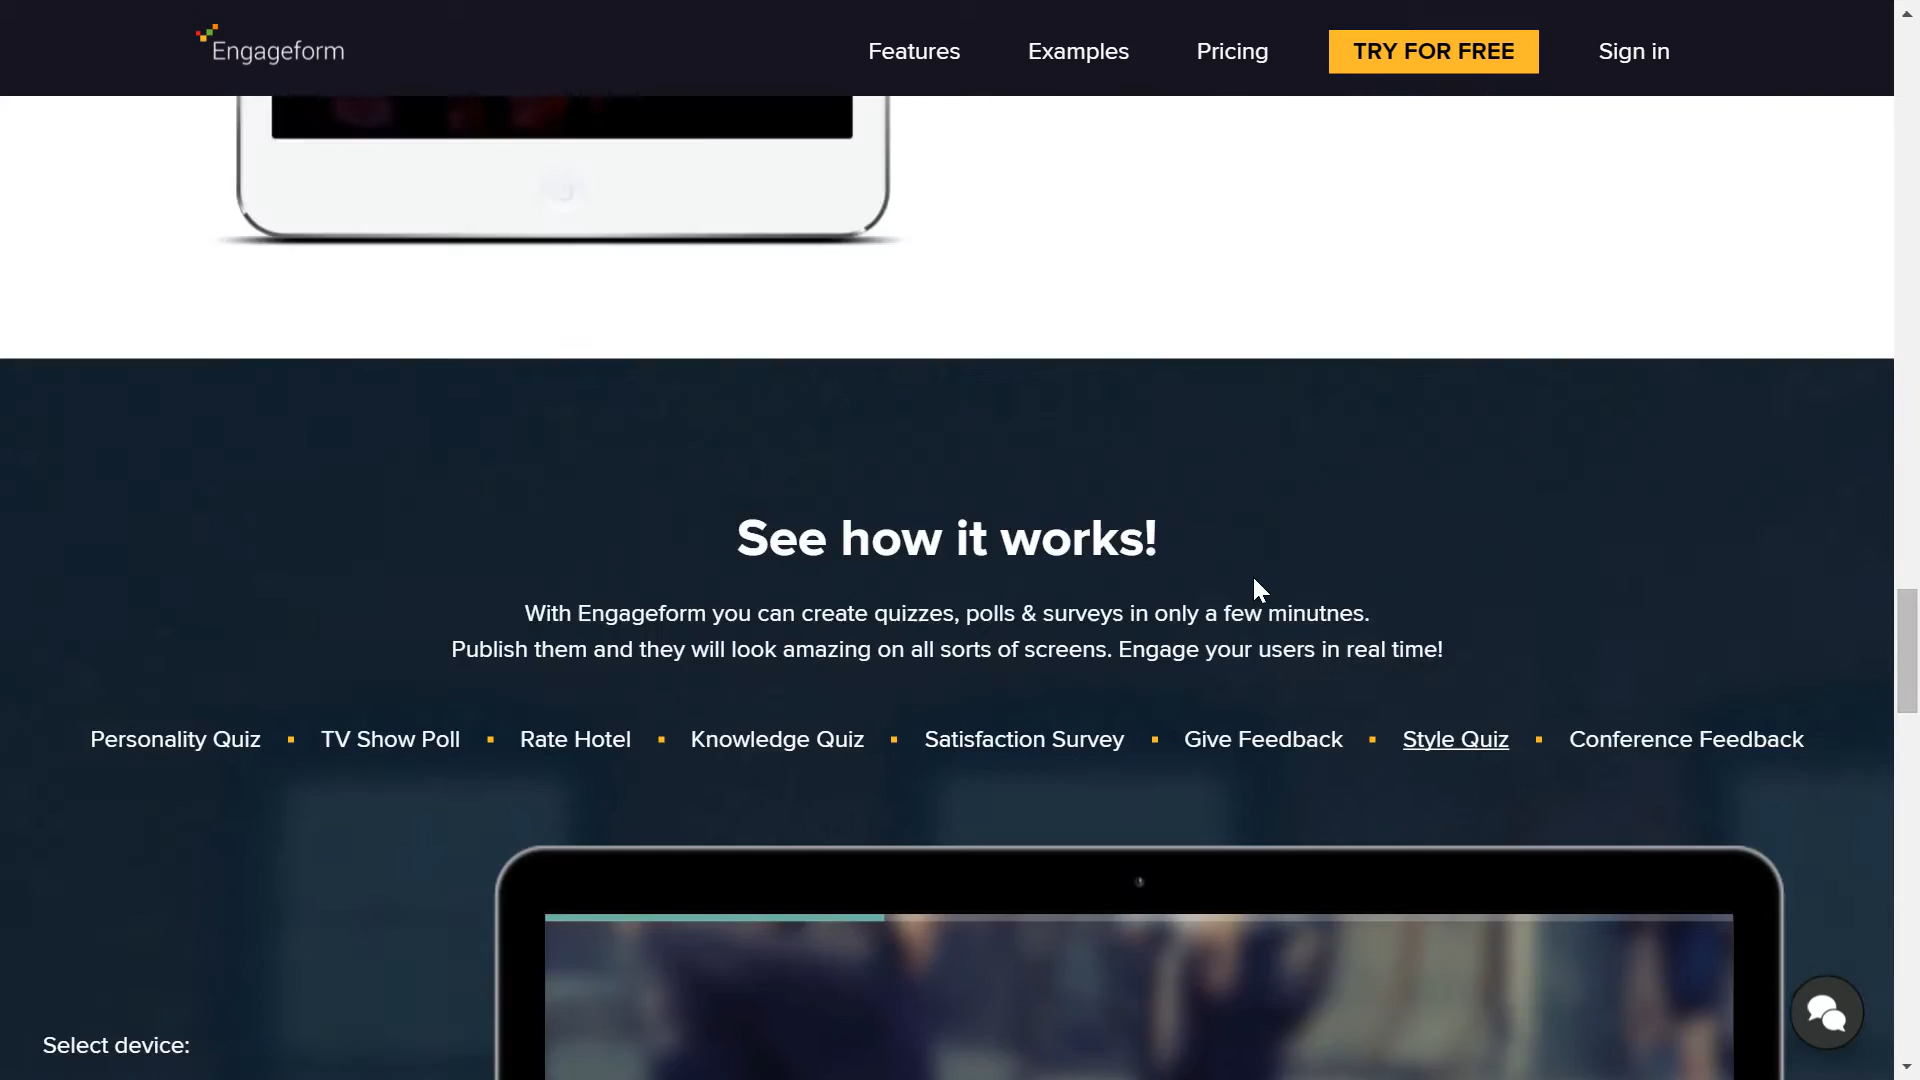 Engageform
Features
Examples
Pricing
TRY FOR FREE
Sign in
See how it works!
With Engageform you can create quizzes, polls & surveys in only a few minutnes.
Publish them and they will look amazing on all sorts of screens. Engage your users in real time!
Personality Quiz
TV Show Poll
Rate Hotel
Knowledge Quiz
Satisfaction Survey
Give Feedback
Style Quiz
Conference Feedback
Select device: